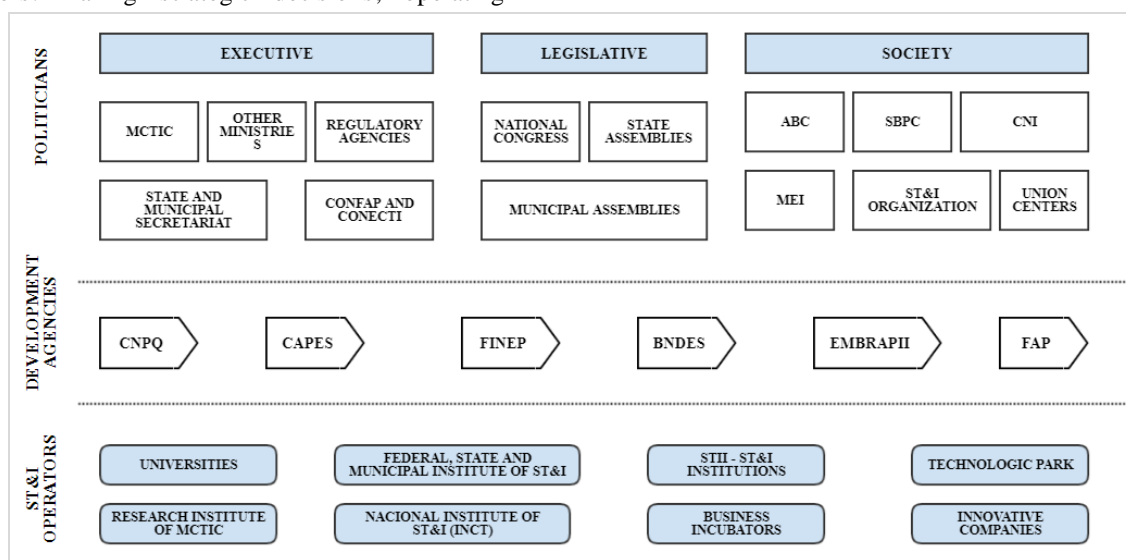 POLITICIANS
EXECUTIVE
LEGISLATIVE
SOCIETY
MCTIC
OTHER
MINISTRIE
S
REGULATORY
AGENCIES
NATIONAL
CONGRESS
STATE
ASSEMBLIES
ABC
SBPC
CNI
STATE AND
MUNICIPAL
SECRETARIAT
CONFAP AND
CONECTI
MUNICIPAL ASSEMBLIES
MEI
ST&I
ORGANIZATION
UNION
CENTERS
DEVELOPMENT
AGENCIES
CNPQ
CAPES
FINEP
BNDES
EMBRAPII
FAP
ST&I
OPERATORS
UNIVERSITIES
FEDERAL, STATE AND
MUNICIPAL INSTITUTE OF ST&I
STII - ST&I
INSTITUTIONS
TECHNOLOGIC PARK
RESEARCH INSTITUTE
OF MCTIC
NACIONAL INSTITUTE OF
ST&I (INCT)
BUSINESS
INCUBATORS
INNOVATIVE
COMPANIES